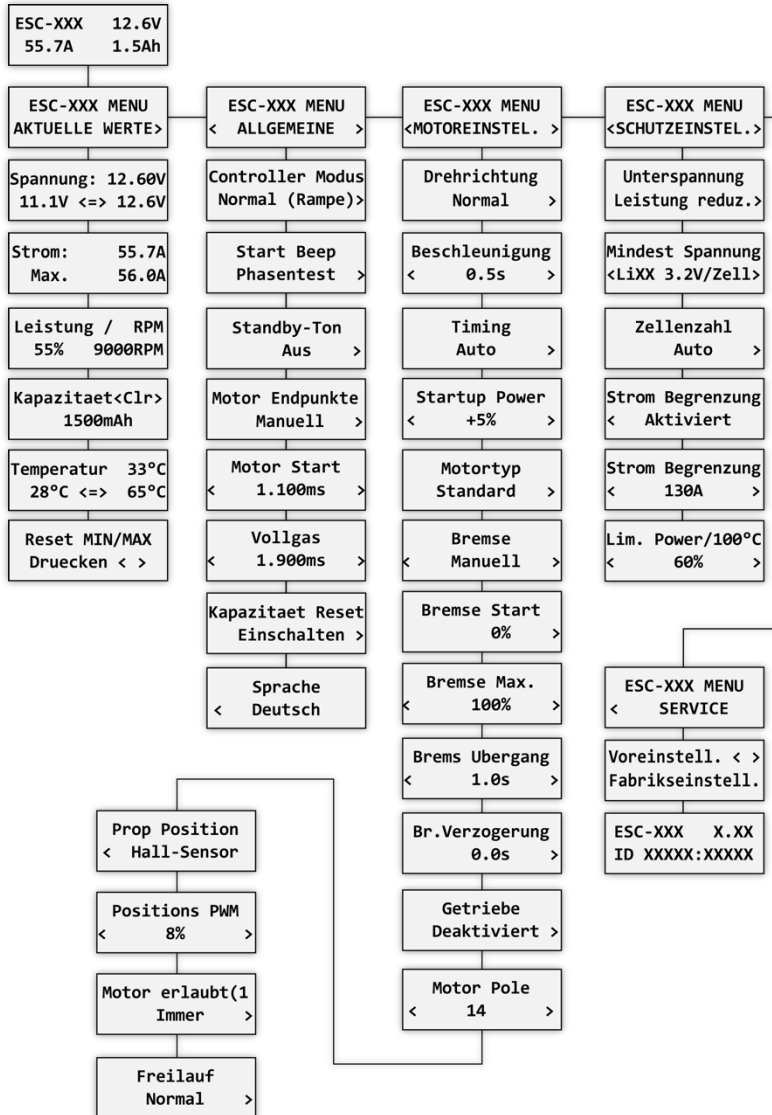 ESC-XXX 12.6V
55.7A 1.5Ah
ESC-XXX MENU
AKTUELLE WERTE>
Spannung: 12.60V
11.1V <=> 12.6V
Strom: 55.7A
Max. 56.0A
Leistung / RPM
55% 9000RPM
Kapazitaet<Clr>
1500mAh
Temperatur 33°C
28°C <=> 65°C
Reset MIN/MAX
Druecken < >
ESC-XXX MENU
< ALLGEMEINE >
Controller Modus
Normal (Rampe)>
Start Beep
Phasentest >
Standby-Ton
Aus >
Motor Endpunkte
Manuell >
Motor Start
< 1.100ms >
Vollgas
< 1.900ms >
Kapazitaet Reset
Einschalten >
Sprache
< Deutsch
ESC-XXX MENU
<MOTOREINSTEL. >
Drehrichtung
Normal >
Beschleunigung
< 0.5s >
Timing
Auto >
Startup Power
< +5% >
Motortyp
Standard >
Bremse
< Manuell >
Bremse Start
0% >
Bremse Max.
< 100% >
Brems Ubergang
< 1.0s >
Br.Verzogerung
0.0s >
Getriebe
Deaktiviert >
Motor Pole
< 14 >
Prop Position
< Hall-Sensor
Positions PWM
< 8% >
Motor erlaubt(1
Immer >
Freilauf
Normal >
ESC-XXX MENU
<SCHUTZEINSTEL.>
Unterspannung
Leistung reduz.>
Mindest Spannung
<LiXX 3.2V/Zell>
Zellenzahl
Auto >
Strom Begrenzung
< Aktiviert
Strom Begrenzung
< 130A >
Lim. Power/100°C
< 60% >
ESC-XXX MENU
< SERVICE
Voreinstell. < >
Fabrikseinstell.
ESC-XXX X.XX
ID XXXXX:XXXXX